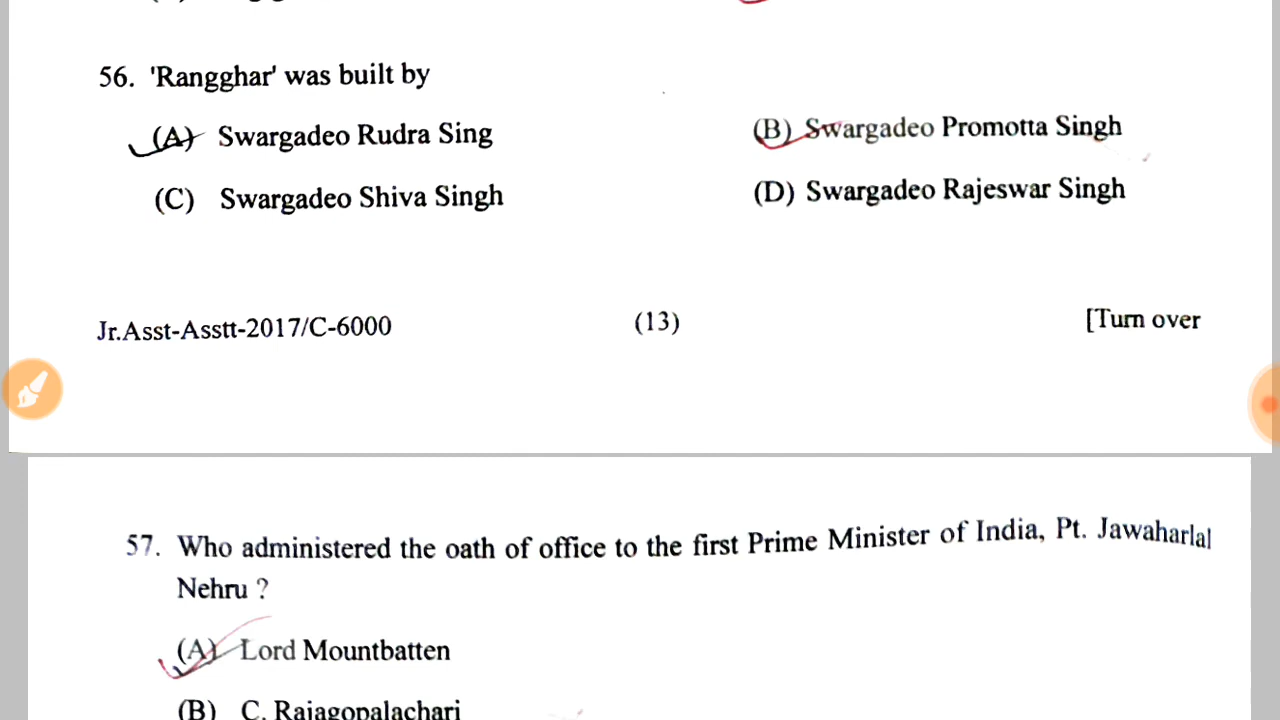 56. 'Rangghar' was built by
(A) Swargadeo Rudra Sing
(B) Swargadeo Promotta Singh
(C) Swargadeo Shiva Singh
(D) Swargadeo Rajeswar Singh
Jr.Asst-Asstt-2017/C-6000 (13) [Turn over
57. Who administered the oath of office to the first Prime Minister of India, Pt. Jawaharlal
Nehru ?
(A) Lord Mountbatten
(B) C. Rajagopalachari